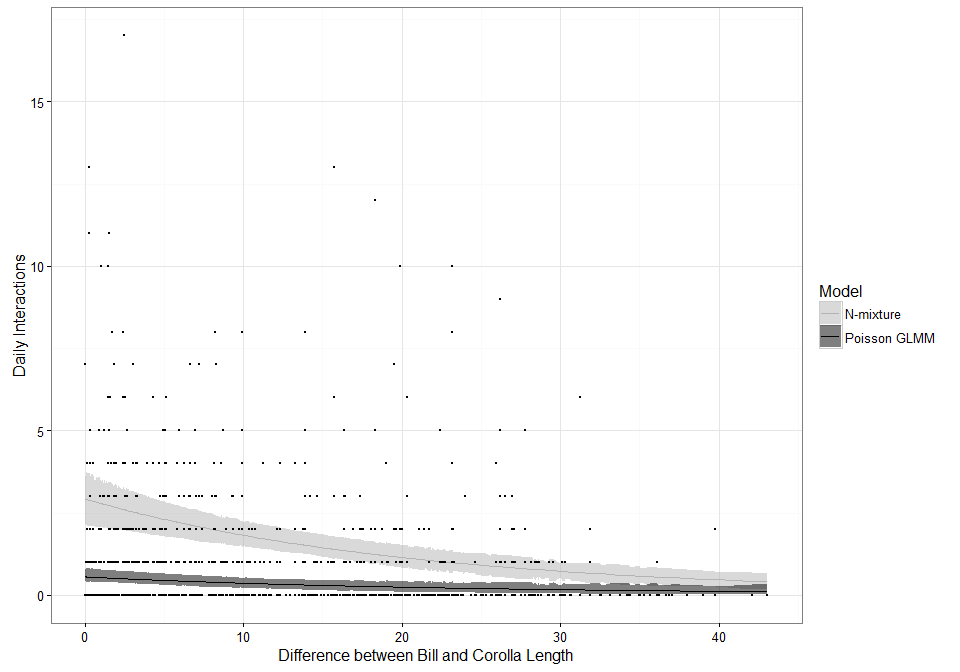 15
10
5
0
Daily Interactions
0 10 20 30 40
Difference between Bill and Corolla Length
Model
N-mixture
Poisson GLMM